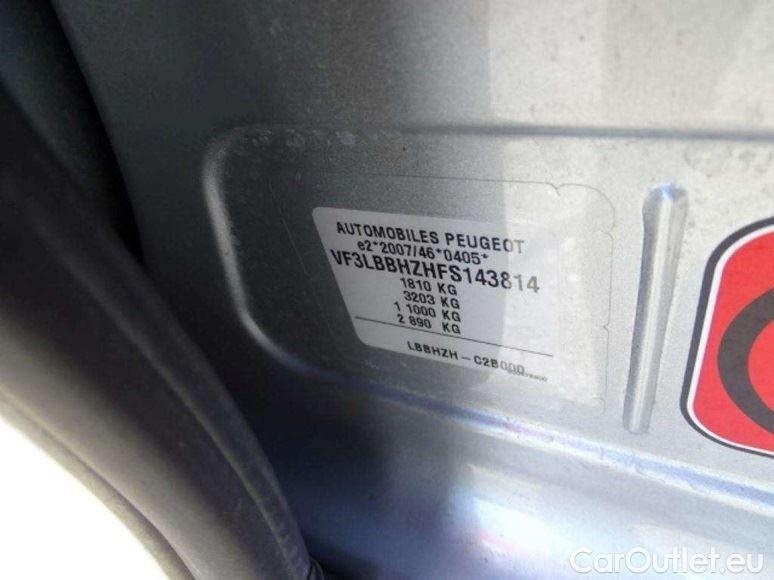 AUTOMOBILES PEUGEOT
e2*2007/46*0405*
VF3LBBHZHFS143814
1810 KG
3203 KG
1 1000 KG
2 890 KG
LBBHZH - C2B000
CarOutlet.eu